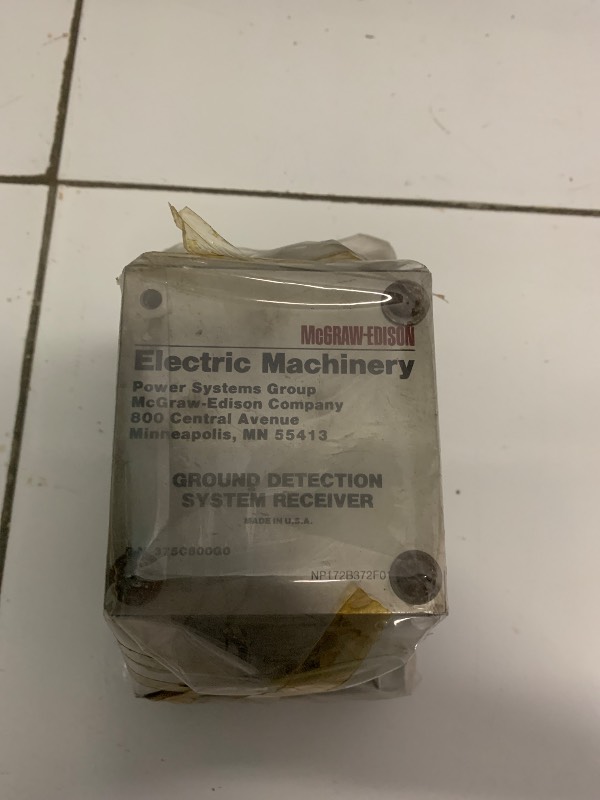 McGRAW-EDISON
Electric Machinery
Power Systems Group
McGraw-Edison Company
800 Central Avenue
Minneapolis, MN 55413
GROUND DETECTION
SYSTEM RECEIVER
MADE IN U.S.A.
NP172B372F01